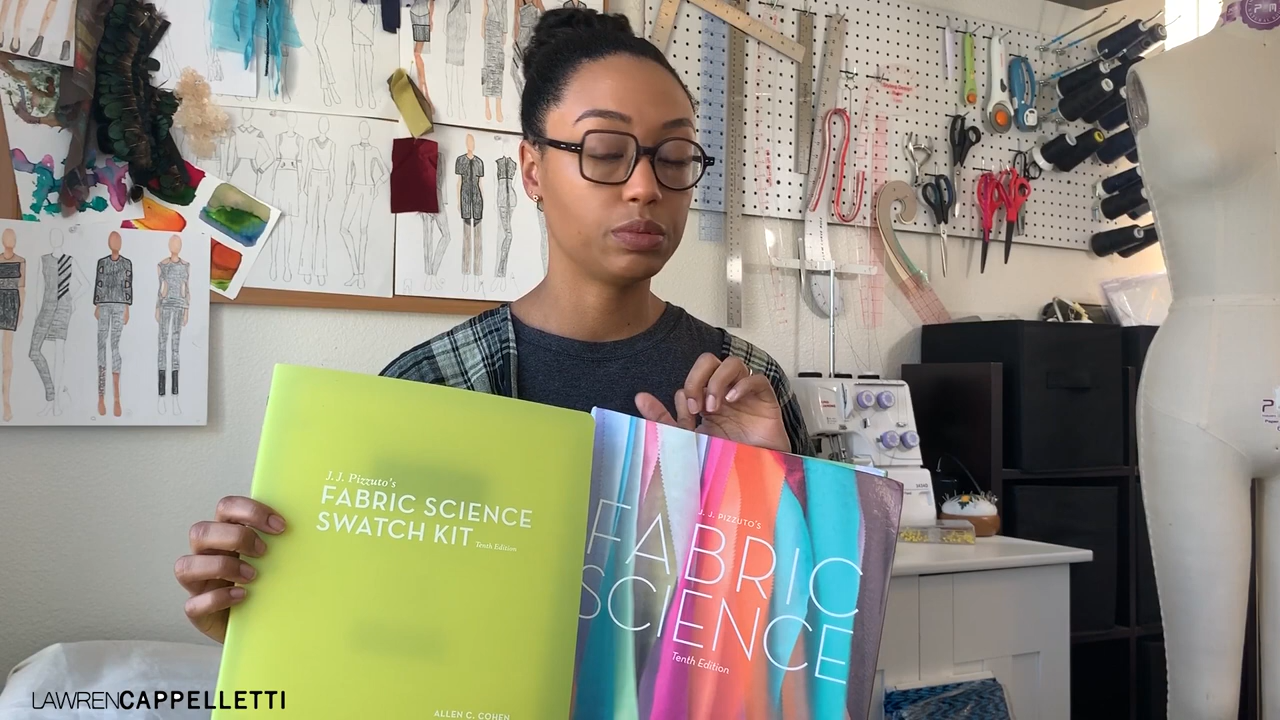 J.J. Pizzuto's
FABRIC SCIENCE
SWATCH KIT
Tenth Edition
ALLEN C. COHEN
J. J. PIZZUTO'S
FABRIC
SCIENCE
Tenth Edition
LAWRENCAPPELLETTI